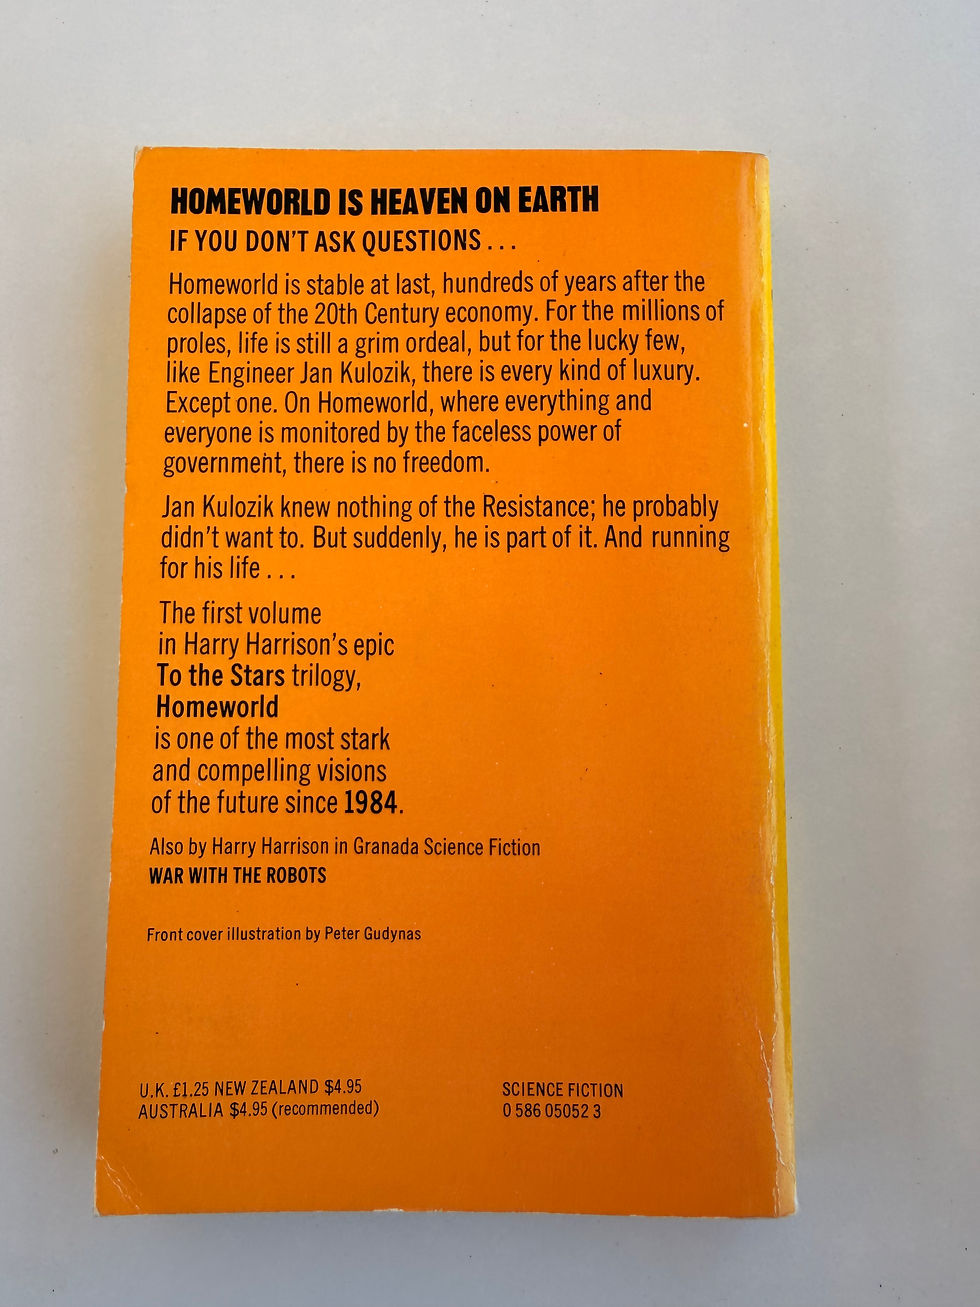 HOMEWORLD IS HEAVEN ON EARTH
IF YOU DON'T ASK QUESTIONS . . .
Homeworld is stable at last, hundreds of years after the
collapse of the 20th Century economy. For the millions of
proles, life is still a grim ordeal, but for the lucky few,
like Engineer Jan Kulozik, there is every kind of luxury.
Except one. On Homeworld, where everything and
everyone is monitored by the faceless power of
government, there is no freedom.
Jan Kulozik knew nothing of the Resistance; he probably
didn't want to. But suddenly, he is part of it. And running
for his life . . .
The first volume
in Harry Harrison's epic
To the Stars trilogy,
Homeworld
is one of the most stark
and compelling visions
of the future since 1984.
Also by Harry Harrison in Granada Science Fiction
WAR WITH THE ROBOTS
Front cover illustration by Peter Gudynas
U.K. £1.25 NEW ZEALAND $4.95
AUSTRALIA $4.95 (recommended)
SCIENCE FICTION
0 586 05052 3